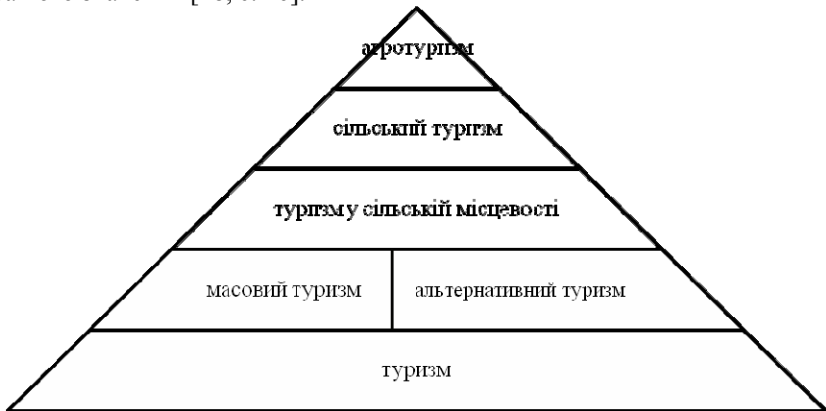 агротуризм
сільський туризм
туризм у сільській місцевості
масовий туризм
альтернативний туризм
туризм